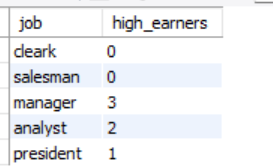 job high_earners
cleark 0
salesman 0
manager 3
analyst 2
president 1